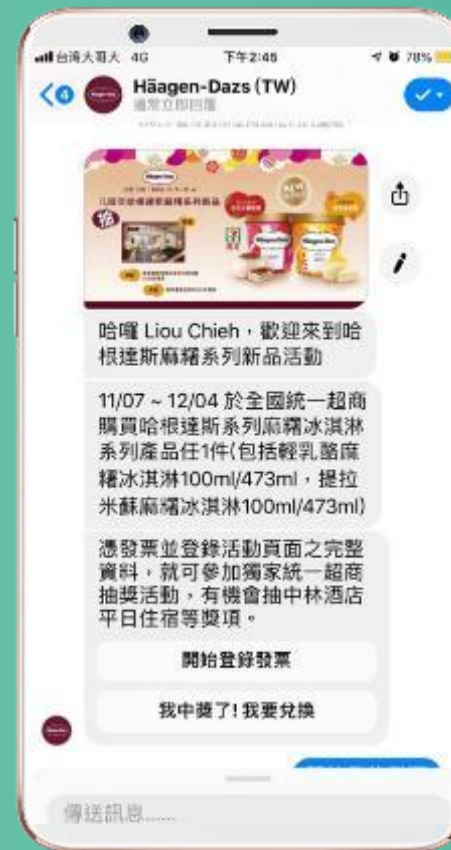 台灣大哥大 4G 下午2:45 78%
4 Häagen-Dazs (TW)
通常立即回覆
哈囉 Liou Chieh，歡迎來到哈
根達斯麻糬系列新品活動
11/07 ~ 12/04 於全國統一超商
購買哈根達斯系列麻糬冰淇淋
系列產品任1件(包括輕乳酪麻
糬冰淇淋100ml/473ml，提拉
米蘇麻糬冰淇淋100ml/473ml)
憑發票並登錄活動頁面之完整
資料，就可參加獨家統一超商
抽獎活動，有機會抽中林酒店
平日住宿等獎項。
開始登錄發票
我中獎了!我要兌換
傳送訊息......